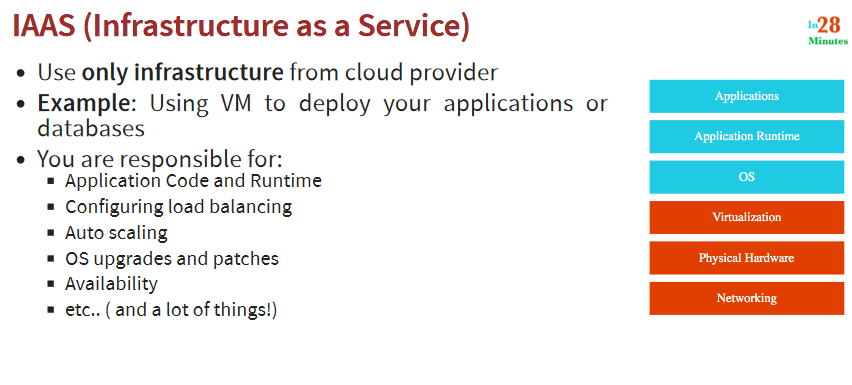 IAAS (Infrastructure as a Service)
In28
Minutes
• Use only infrastructure from cloud provider
• Example: Using VM to deploy your applications or
databases
• You are responsible for:
▪ Application Code and Runtime
▪ Configuring load balancing
▪ Auto scaling
▪ OS upgrades and patches
▪ Availability
▪ etc.. ( and a lot of things!)
Applications
Application Runtime
OS
Virtualization
Physical Hardware
Networking